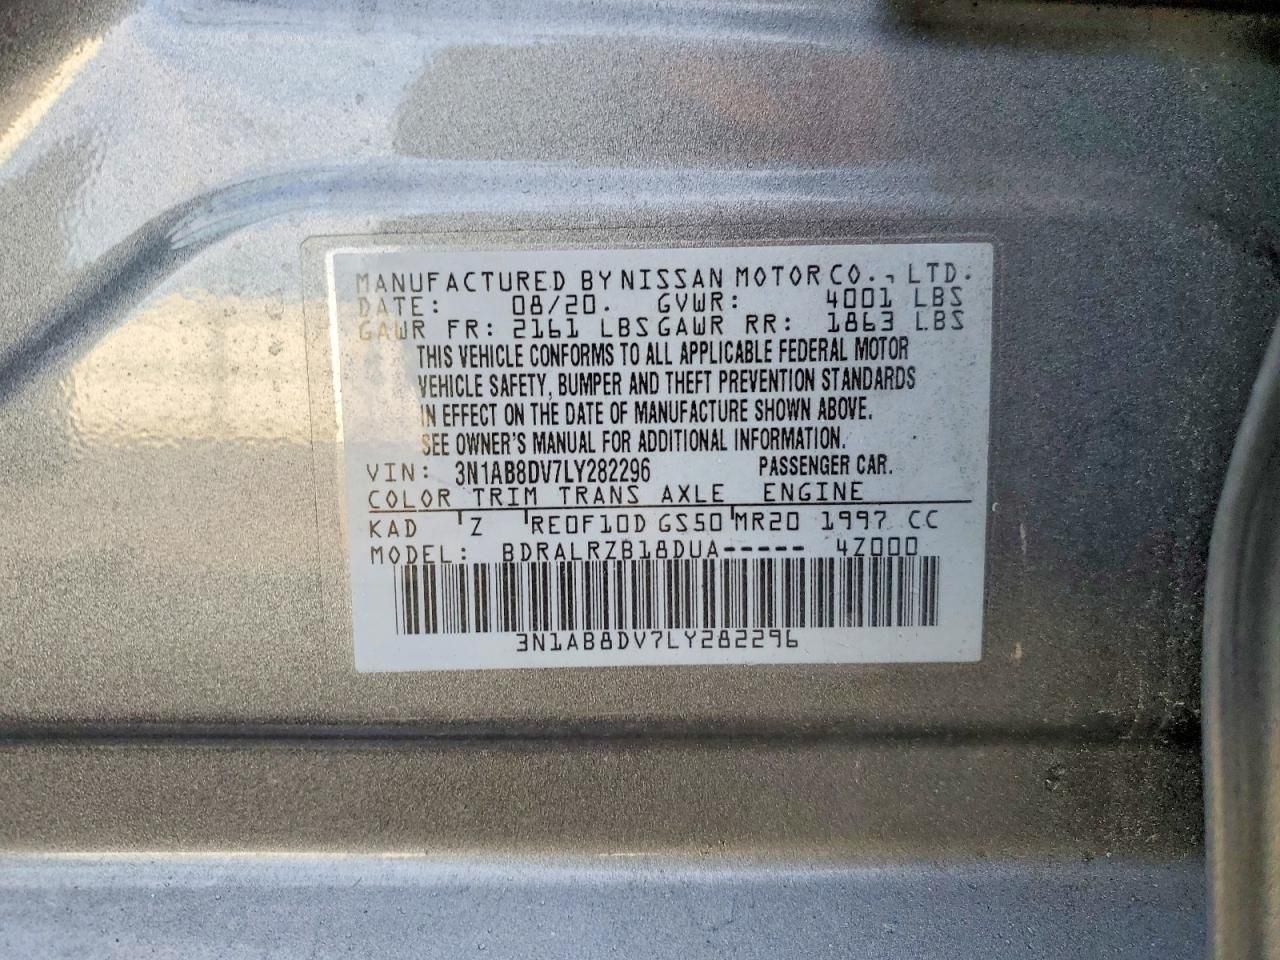 MANUFACTURED BY NISSAN MOTOR CO., LTD.
DATE: 08/20. GVWR: 4001 LBS
GAWR FR: 2161 LBS GAWR RR: 1863 LBS
THIS VEHICLE CONFORMS TO ALL APPLICABLE FEDERAL MOTOR
VEHICLE SAFETY, BUMPER AND THEFT PREVENTION STANDARDS
IN EFFECT ON THE DATE OF MANUFACTURE SHOWN ABOVE.
SEE OWNER'S MANUAL FOR ADDITIONAL INFORMATION.
VIN: 3N1AB8DV7LY282296 PASSENGER CAR.
COLOR TRIM TRANS AXLE ENGINE
KAD Z RE0F10D GS50 MR20 1997 CC
MODEL: BDRALRZB18DUA----- 4Z000
3N1AB8DV7LY282296